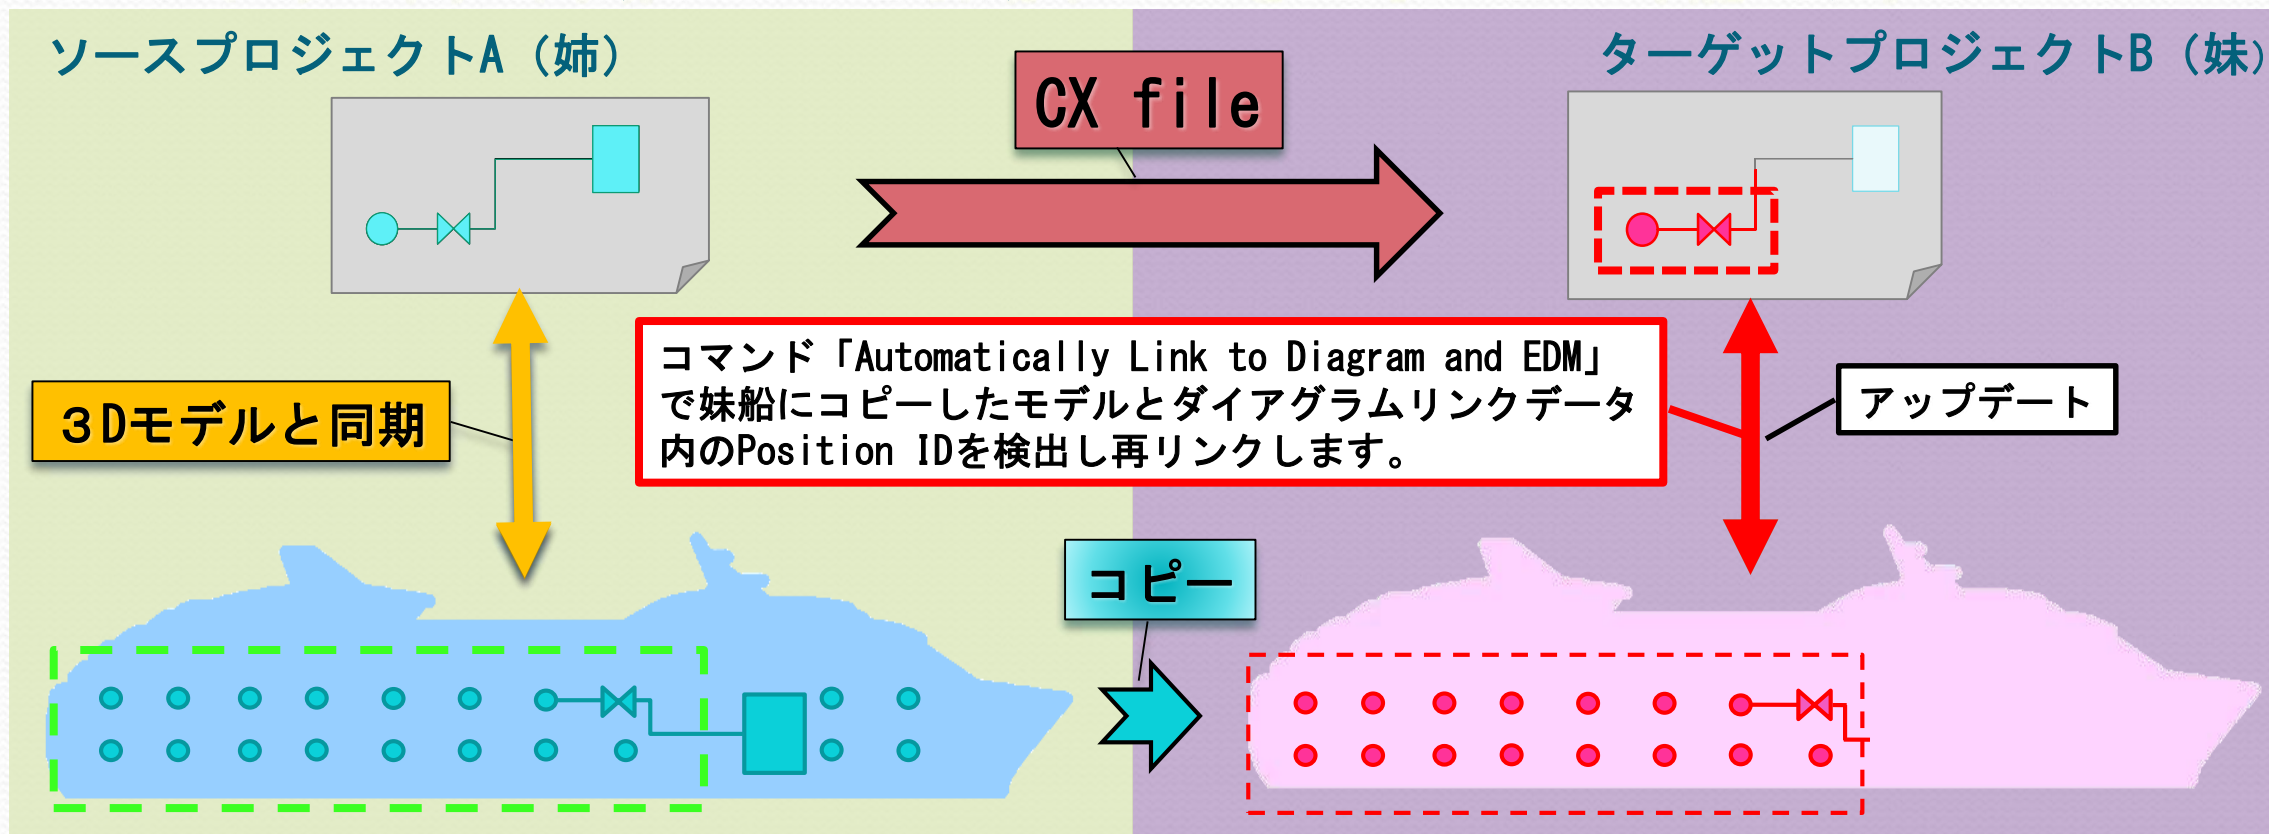 ソースプロジェクトA（姉）
CX file
ターゲットプロジェクトB（妹）
コマンド「Automatically Link to Diagram and EDM」
で妹船にコピーしたモデルとダイアグラムリンクデータ
内のPosition IDを検出し再リンクします。
アップデート
３Dモデルと同期
コピー